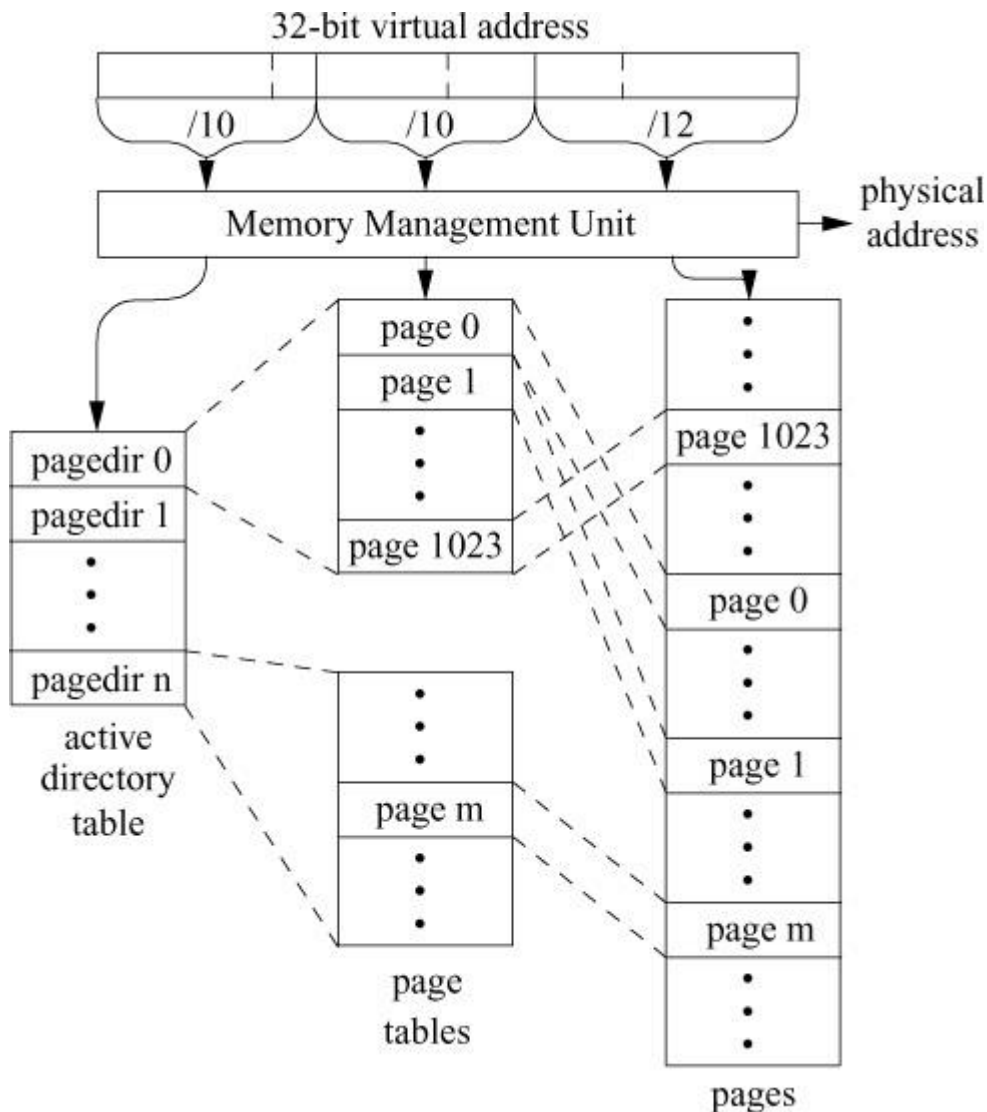 32-bit virtual address
/10
/10
/12
Memory Management Unit
physical
address
pagedir 0
pagedir 1
pagedir n
active
directory
table
page 0
page 1
page 1023
page m
page
tables
page 1023
page 0
page 1
page m
pages